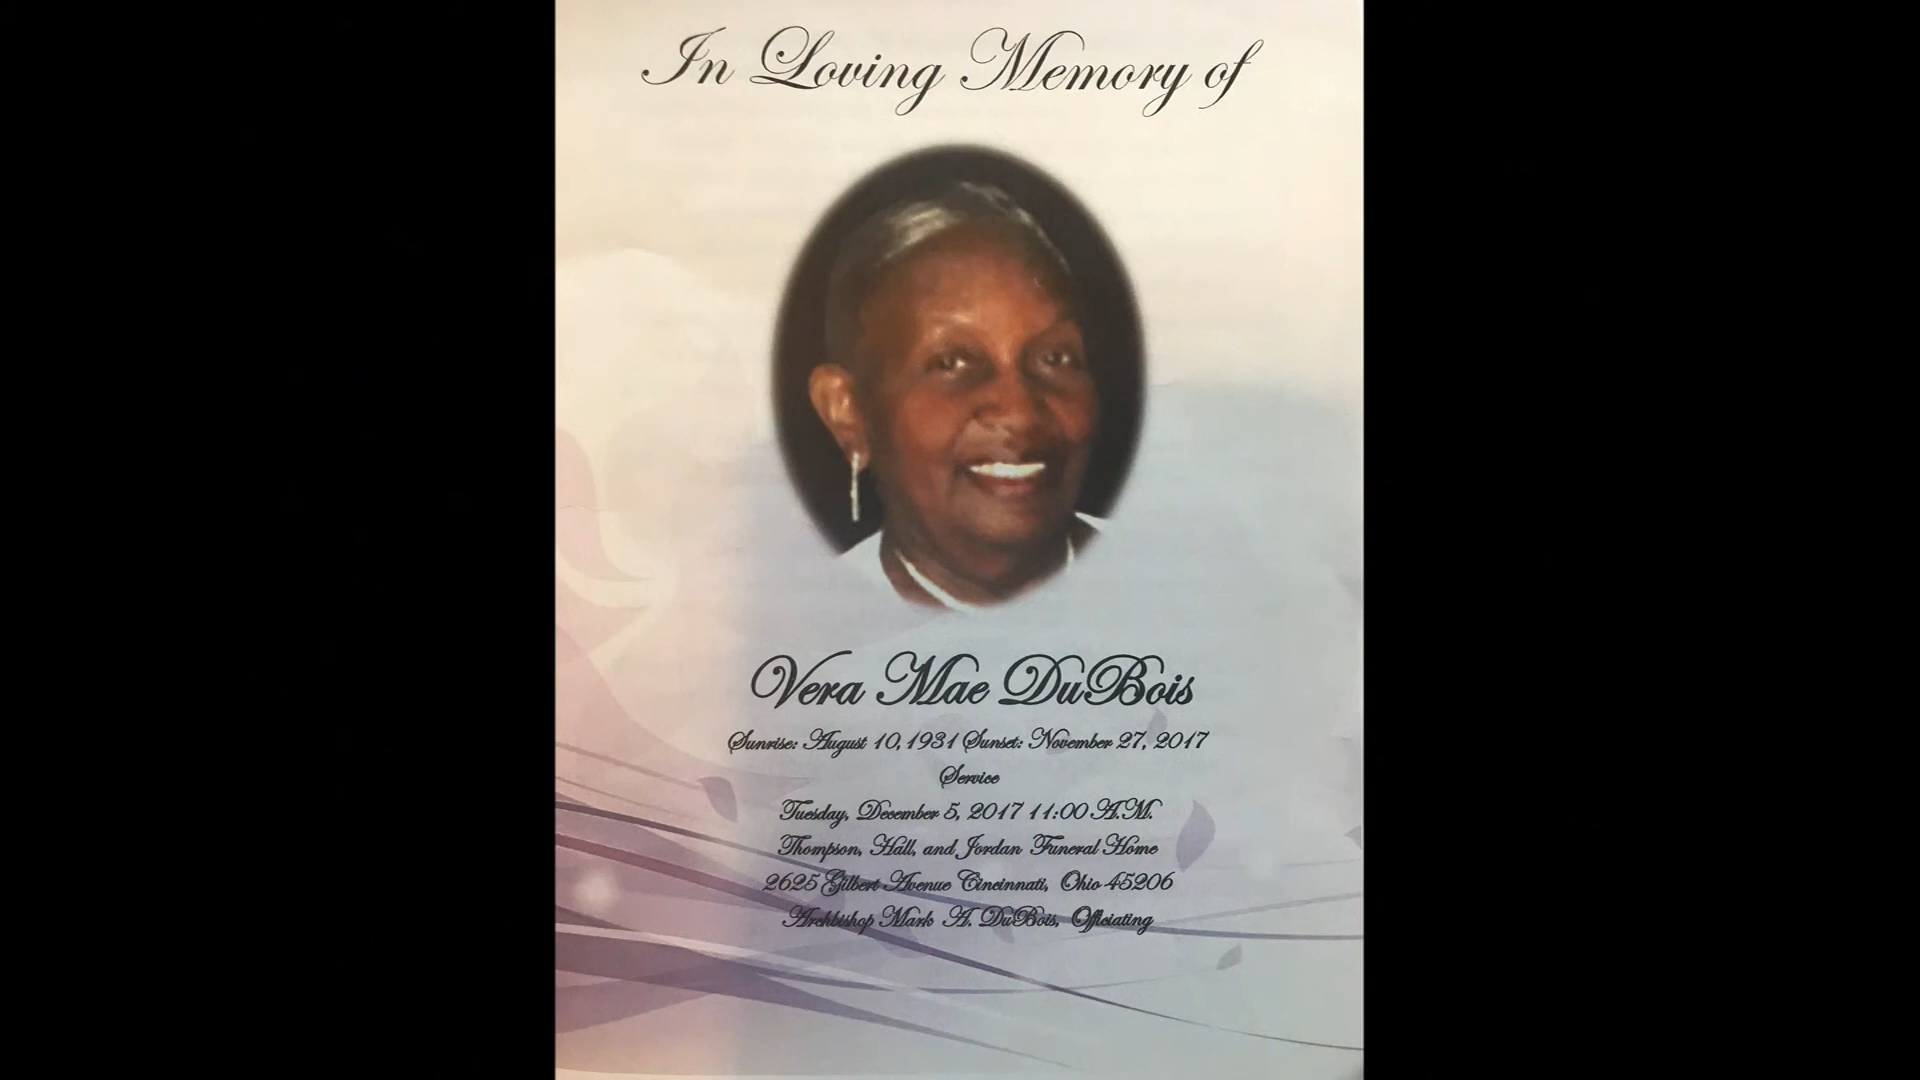 In Loving Memory of
Vera Mae DuBois
Sunrise: August 10, 1931 Sunset: November 27, 2017
Service
Tuesday, December 5, 2017 11:00 A.M.
Thompson, Hall, and Jordan Funeral Home
2625 Gilbert Avenue Cincinnati, Ohio 45206
Archbishop Mark A. DuBois, Officiating